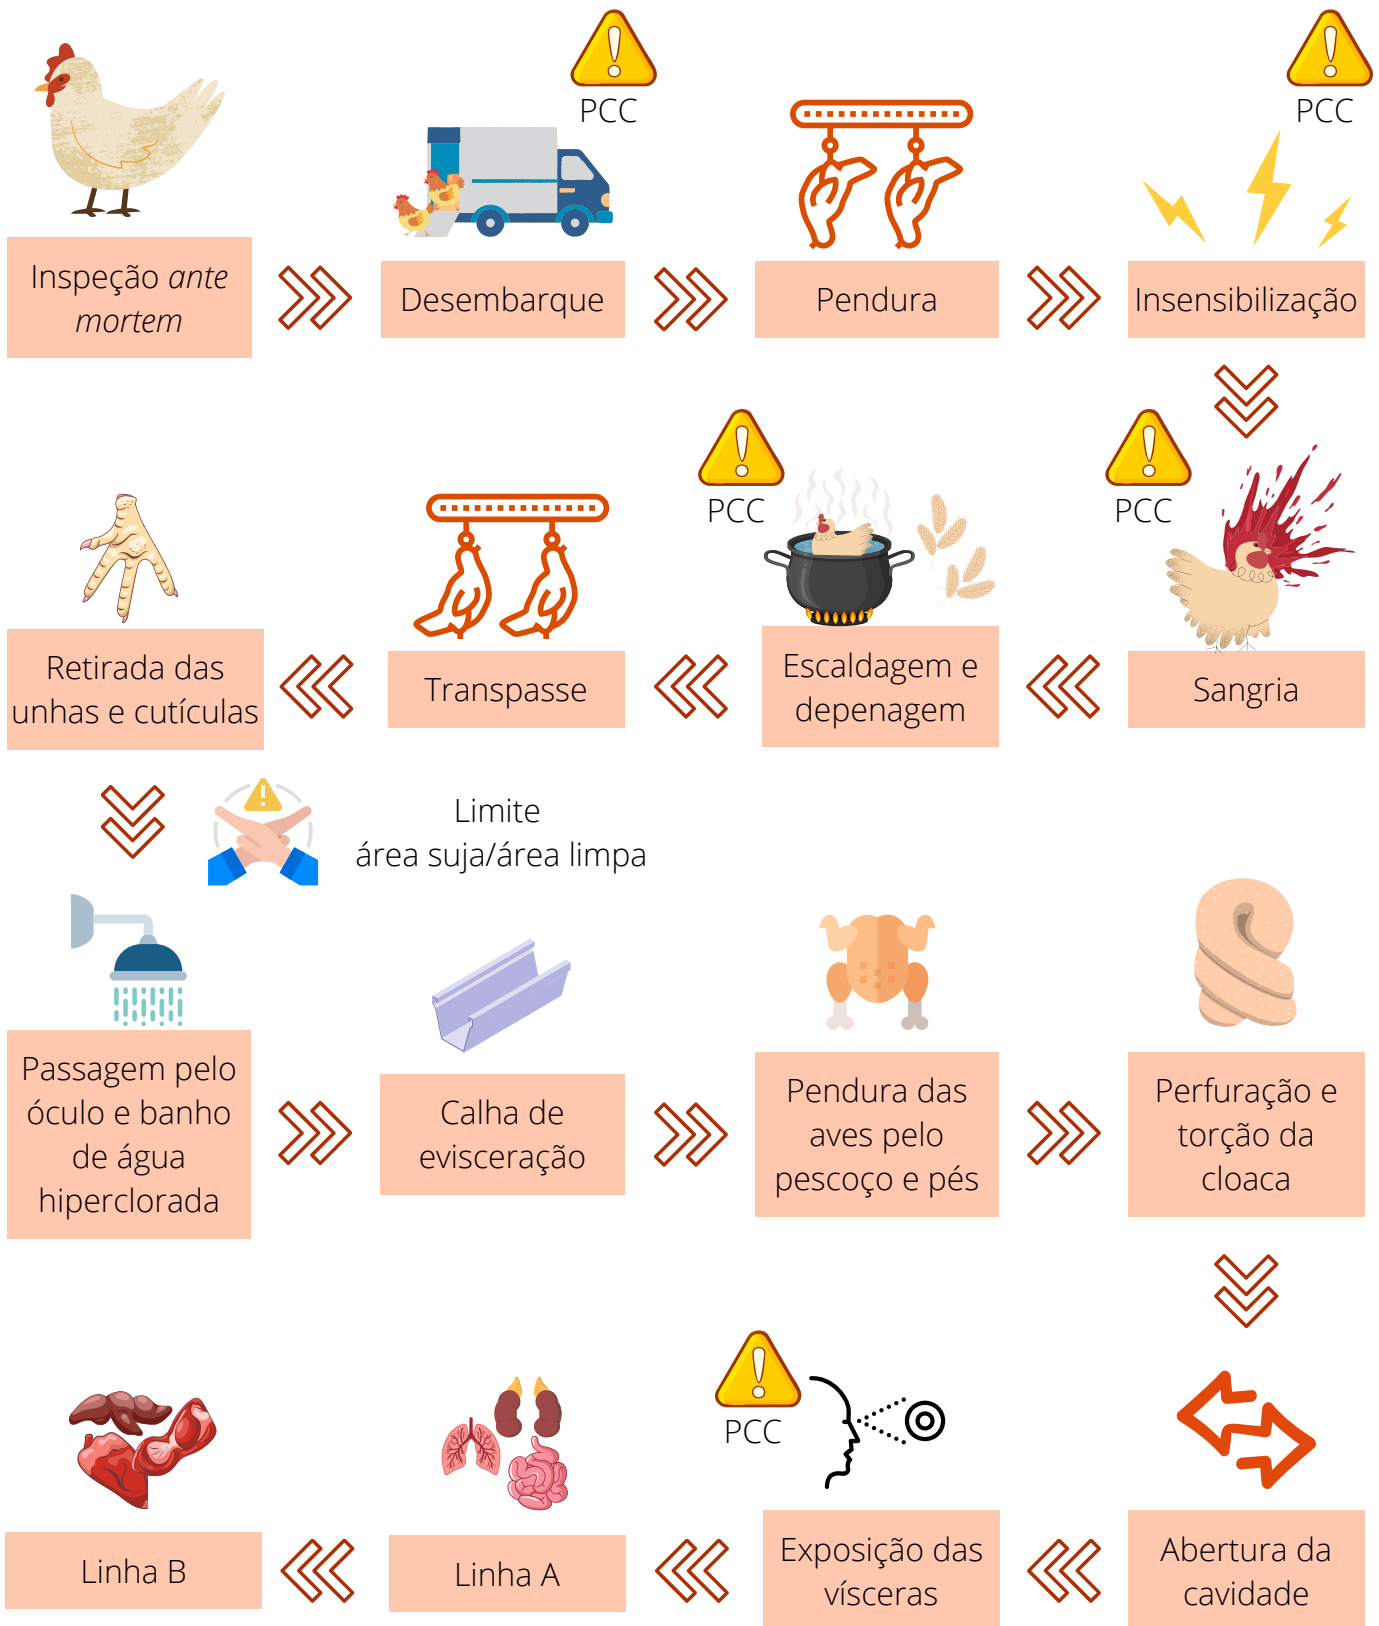 PCC
PCC
Inspeção ante
mortem
Desembarque
Pendura
Insensibilização
PCC
PCC
Sangria
Escaldagem e
depenagem
Transpasse
Retirada das
unhas e cutículas
Limite
área suja/área limpa
Passagem pelo
óculo e banho
de água
hiperclorada
Calha de
evisceração
Pendura das
aves pelo
pescoço e pés
Perfuração e
torção da
cloaca
Abertura da
cavidade
PCC
Exposição das
vísceras
Linha A
Linha B